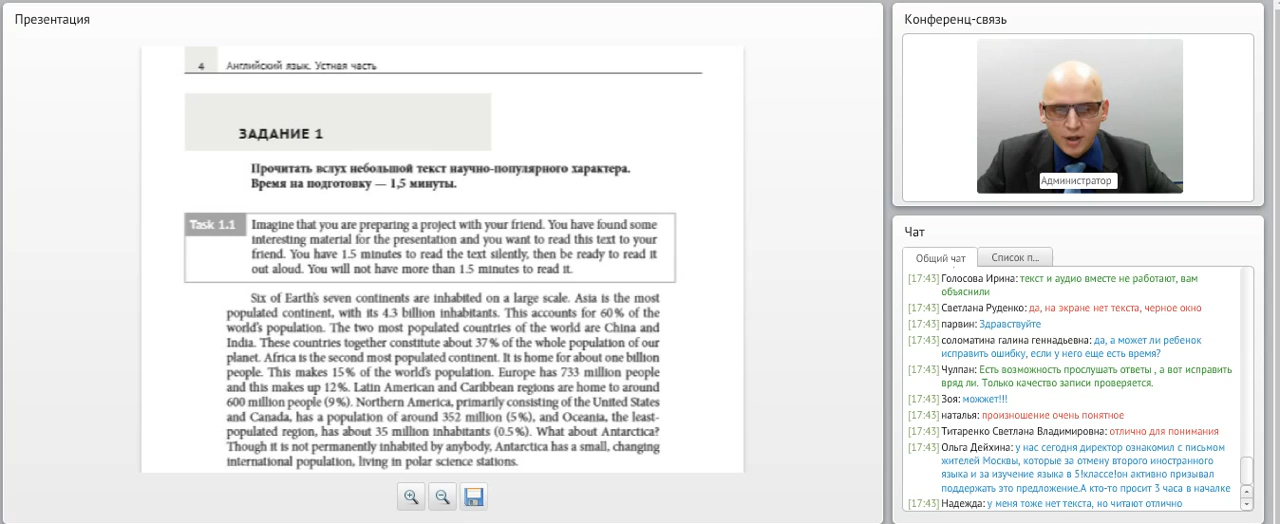 Презентация
4 Английский язык. Устная часть
ЗАДАНИЕ 1
Прочитать вслух небольшой текст научно-популярного характера.
Время на подготовку — 1,5 минуты.
Task 1.1
Imagine that you are preparing a project with your friend. You have found some
interesting material for the presentation and you want to read this text to your
friend. You have 1.5 minutes to read the text silently, then be ready to read it
out aloud. You will not have more than 1.5 minutes to read it.
Six of Earth's seven continents are inhabited on a large scale. Asia is the most
populated continent, with its 4.3 billion inhabitants. This accounts for 60% of the
world's population. The two most populated countries of the world are China and
India. These countries together constitute about 37% of the whole population of our
planet. Africa is the second most populated continent. It is home for about one billion
people. This makes 15% of the world's population. Europe has 733 million people
and this makes up 12%. Latin American and Caribbean regions are home to around
600 million people (9%). Northern America, primarily consisting of the United States
and Canada, has a population of around 352 million (5%), and Oceania, the least-
populated region, has about 35 million inhabitants (0.5%). What about Antarctica?
Though it is not permanently inhabited by anybody, Antarctica has a small, changing
international population, living in polar science stations.
Конференц-связь
Администратор
Чат
Общий чат
Список п...
[17:43] Голосова Ирина: текст и аудио вместе не работают, вам
объяснили
[17:43] Светлана Руденко: да, на экране нет текста, черное окно
[17:43] парвин: Здравствуйте
[17:43] соломатина галина геннадьевна: да, а может ли ребенок
исправить ошибку, если у него еще есть время?
[17:43] Чулпан: Есть возможность прослушать ответы , а вот исправить
вряд ли. Только качество записи проверяется.
[17:43] Зоя: можжет!!!
[17:43] наталья: произношение очень понятное
[17:43] Титаренко Светлана Владимировна: отлично для понимания
[17:43] Ольга Дейхина: у нас сегодня директор ознакомил с письмом
жителей Москвы, которые за отмену второго иностранного
языка и за изучение языка в 5!классе!он активно призывал
поддержать это предложение.А кто-то просит 3 часа в началке
[17:43] Надежда: у меня тоже нет текста, но читают отлично